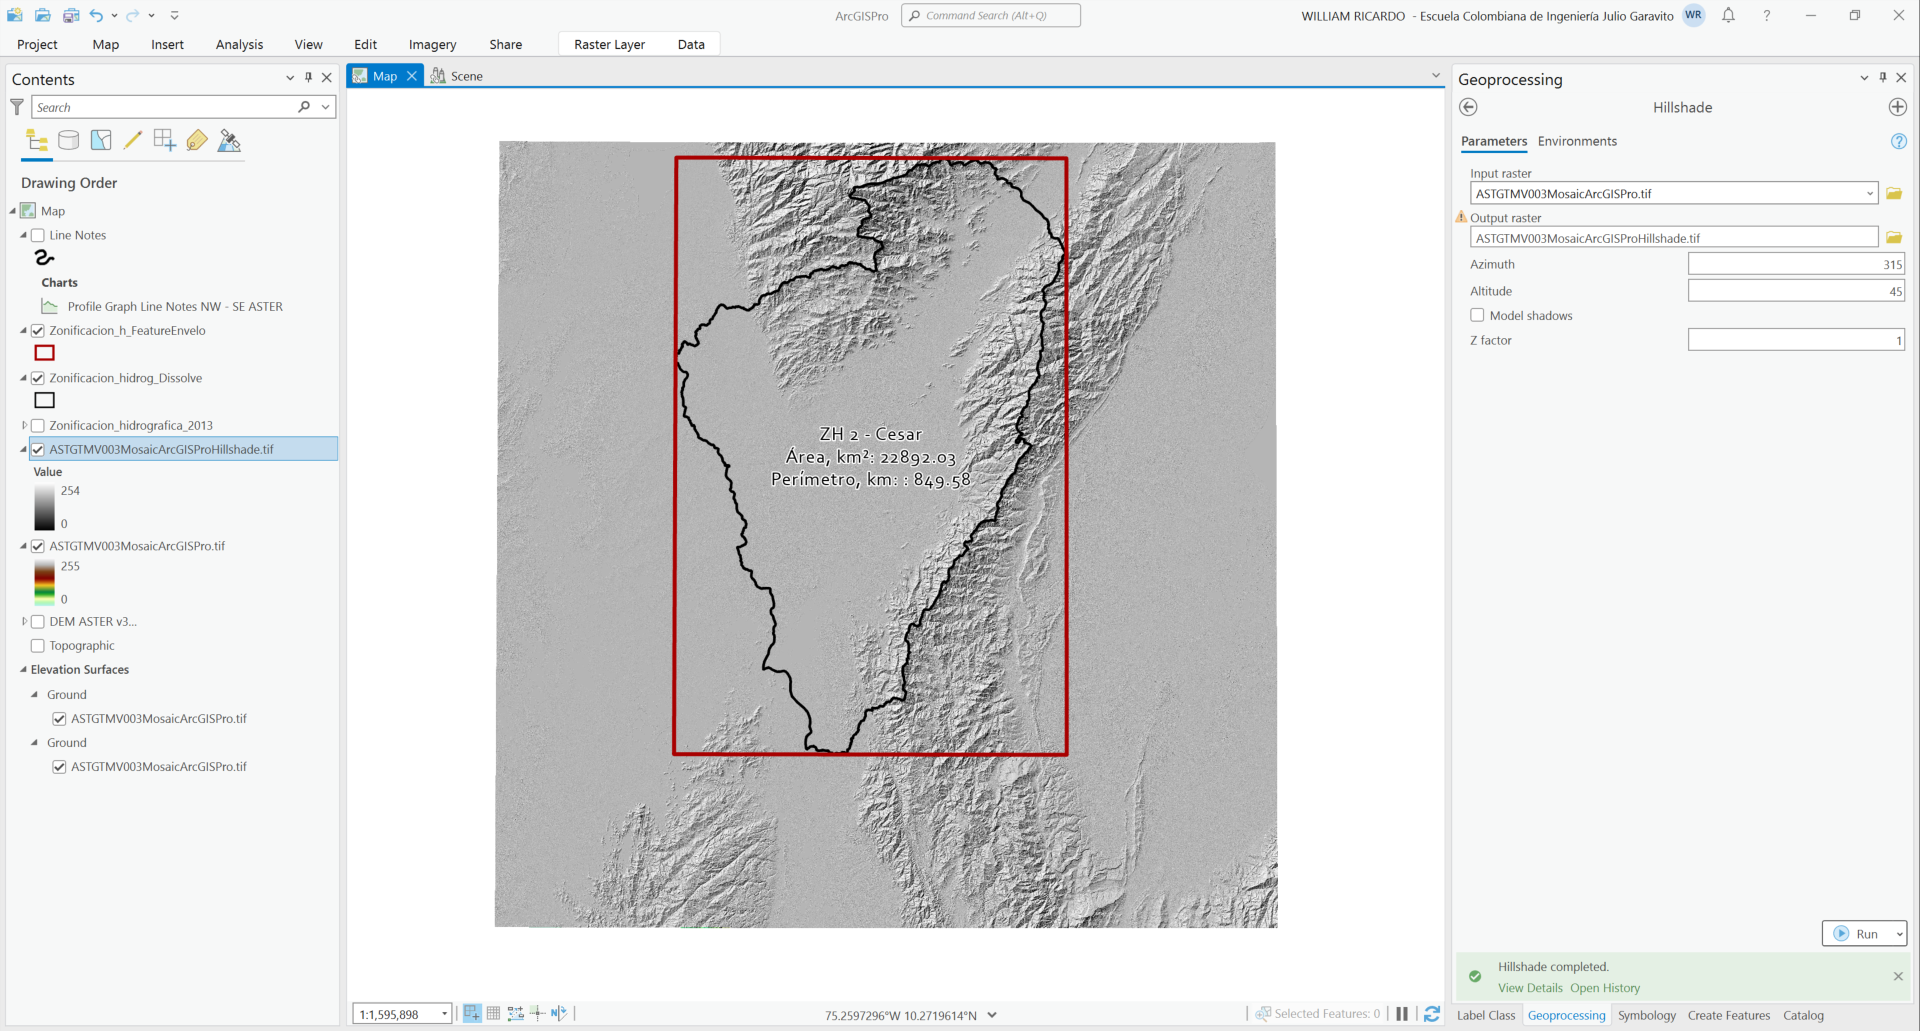 ArcGISPro
Command Search (Alt+Q)
WILLIAM RICARDO - Escuela Colombiana de Ingeniería Julio Garavito
WR
?
Project
Map
Insert
Analysis
View
Edit
Imagery
Share
Raster Layer
Data
Contents
Search
Drawing Order
Map
Line Notes
Charts
Profile Graph Line Notes NW - SE ASTER
Zonificacion_h_FeatureEnvelo
Zonificacion_hidrog_Dissolve
Zonificacion_hidrografica_2013
ASTGTMV003MosaicArcGISProHillshade.tif
Value
254
0
ASTGTMV003MosaicArcGISPro.tif
255
0
DEM ASTER v3...
Topographic
Elevation Surfaces
Ground
ASTGTMV003MosaicArcGISPro.tif
Ground
ASTGTMV003MosaicArcGISPro.tif
Map
Scene
ZH 2 - Cesar
Área, km²: 22892.03
Perímetro, km: : 849.58
1:1,595,898
N
75.2597296°W 10.2719614°N
Selected Features: 0
Geoprocessing
Hillshade
Parameters
Environments
?
Input raster
ASTGTMV003MosaicArcGISPro.tif
Output raster
ASTGTMV003MosaicArcGISProHillshade.tif
Azimuth
315
Altitude
45
Model shadows
Z factor
1
Run
Hillshade completed.
View Details Open History
Label Class
Geoprocessing
Symbology
Create Features
Catalog